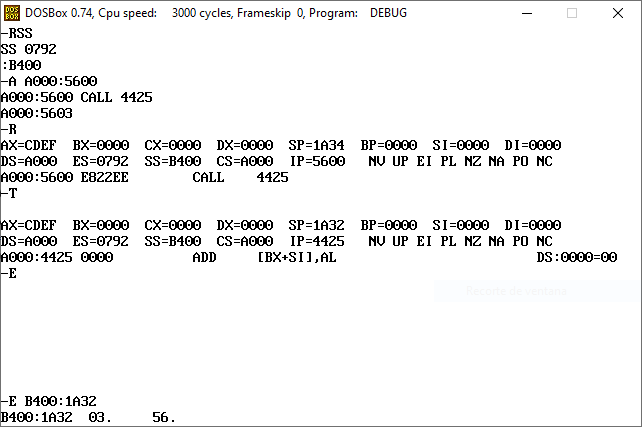 DOSBox 0.74, Cpu speed: 3000 cycles, Frameskip 0, Program: DEBUG
-RSS
SS 0792
:B400
-A A000:5600
A000:5600 CALL 4425
A000:5603
-R
AX=CDEF BX=0000 CX=0000 DX=0000 SP=1A34 BP=0000 SI=0000 DI=0000
DS=A000 ES=0792 SS=B400 CS=A000 IP=5600 NV UP EI PL NZ NA PO NC
A000:5600 E822EE CALL 4425
-T
AX=CDEF BX=0000 CX=0000 DX=0000 SP=1A32 BP=0000 SI=0000 DI=0000
DS=A000 ES=0792 SS=B400 CS=A000 IP=4425 NV UP EI PL NZ NA PO NC
A000:4425 0000 ADD [BX+SI],AL DS:0000=00
-E
Recorte de ventana
-E B400:1A32
B400:1A32 03. 56.